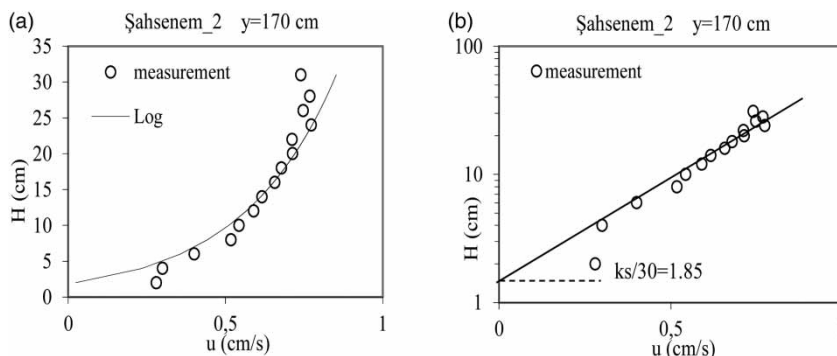 (a)
Şahsenem_2 y=170 cm
35
30
25
20
15
10
5
0
H (cm)
measurement
Log
0
0,5
1
u (cm/s)
(b)
Şahsenem_2 y=170 cm
100
10
1
H (cm)
measurement
ks/30=1.85
0
0,5
1
u (cm/s)